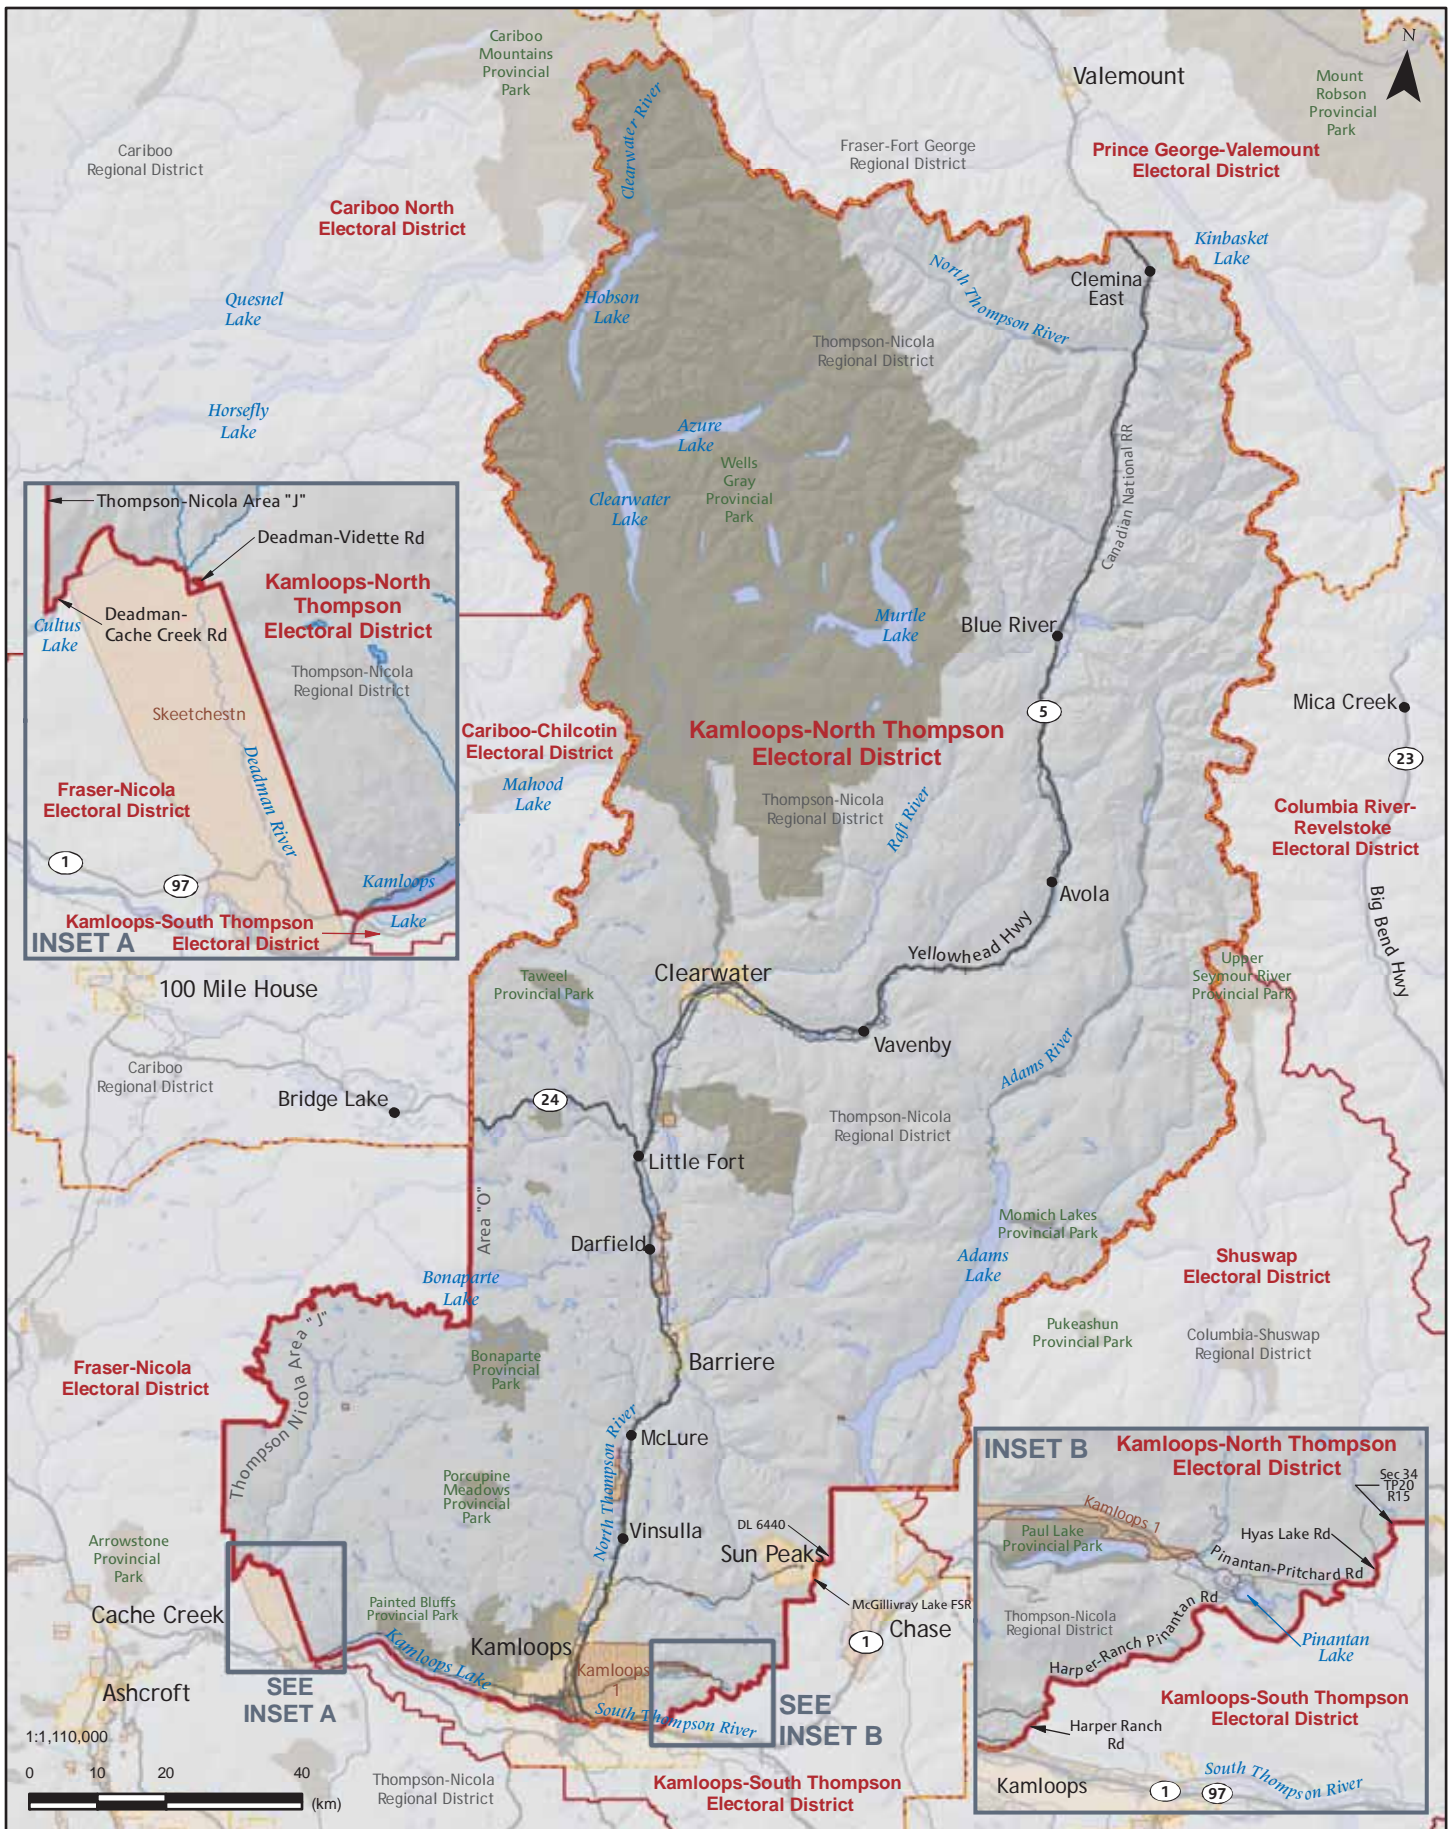 Cariboo
Mountains
Provincial
Park
N
Valemount
Mount
Robson
Provincial
Park
Clearwater River
Cariboo
Regional District
Fraser-Fort George
Regional District
Prince George-Valemount
Electoral District
Cariboo North
Electoral District
Kinbasket
Lake
North Thompson River
Clemina
East
Quesnel
Lake
Hobson
Lake
Thompson-Nicola
Regional District
Horsefly
Lake
Azure
Lake
Canadian National RR
Wells
Gray
Provincial
Park
Clearwater
Lake
Thompson-Nicola Area "J"
Deadman-Vidette Rd
Kamloops-North
Thompson
Electoral District
Deadman-
Cache Creek Rd
Cultus
Lake
Thompson-Nicola
Regional District
Skeetchestn
Deadman River
Fraser-Nicola
Electoral District
1
97
Kamloops
Lake
Kamloops-South Thompson
Electoral District
INSET A
Murtle
Lake
Blue River
5
Mica Creek
23
Cariboo-Chilcotin
Electoral District
Kamloops-North Thompson
Electoral District
Mahood
Lake
Thompson-Nicola
Regional District
Raft River
Columbia River-
Revelstoke
Electoral District
Avola
Big Bend Hwy
Yellowhead Hwy
Upper
Seymour River
Provincial Park
Clearwater
Taweel
Provincial Park
100 Mile House
Vavenby
Adams River
Cariboo
Regional District
Bridge Lake
24
Thompson-Nicola
Regional District
Little Fort
Area "O"
Momich Lakes
Provincial Park
Darfield
Adams
Lake
Shuswap
Electoral District
Bonaparte
Lake
Thompson Nicola Area "J"
Pukeashun
Provincial Park
Columbia-Shuswap
Regional District
Fraser-Nicola
Electoral District
Bonaparte
Provincial
Park
Barriere
North Thompson River
McLure
Porcupine
Meadows
Provincial
Park
Vinsulla
DL 6440
Sun Peaks
Arrowstone
Provincial
Park
McGillivray Lake FSR
Chase
1
Cache Creek
Painted Bluffs
Provincial Park
Kamloops Lake
Kamloops
Kamloops
1
South Thompson River
Ashcroft
SEE
INSET A
SEE
INSET B
INSET B
Kamloops-North Thompson
Electoral District
Sec 34
TP20
R15
Kamloops 1
Paul Lake
Provincial Park
Hyas Lake Rd
Pinantan-Pritchard Rd
Thompson-Nicola
Regional District
Harper-Ranch Pinantan Rd
Pinantan
Lake
Kamloops-South Thompson
Electoral District
Harper Ranch
Rd
South Thompson River
Kamloops
1
97
1:1,110,000
0 10 20 40
(km)
Thompson-Nicola
Regional District
Kamloops-South Thompson
Electoral District